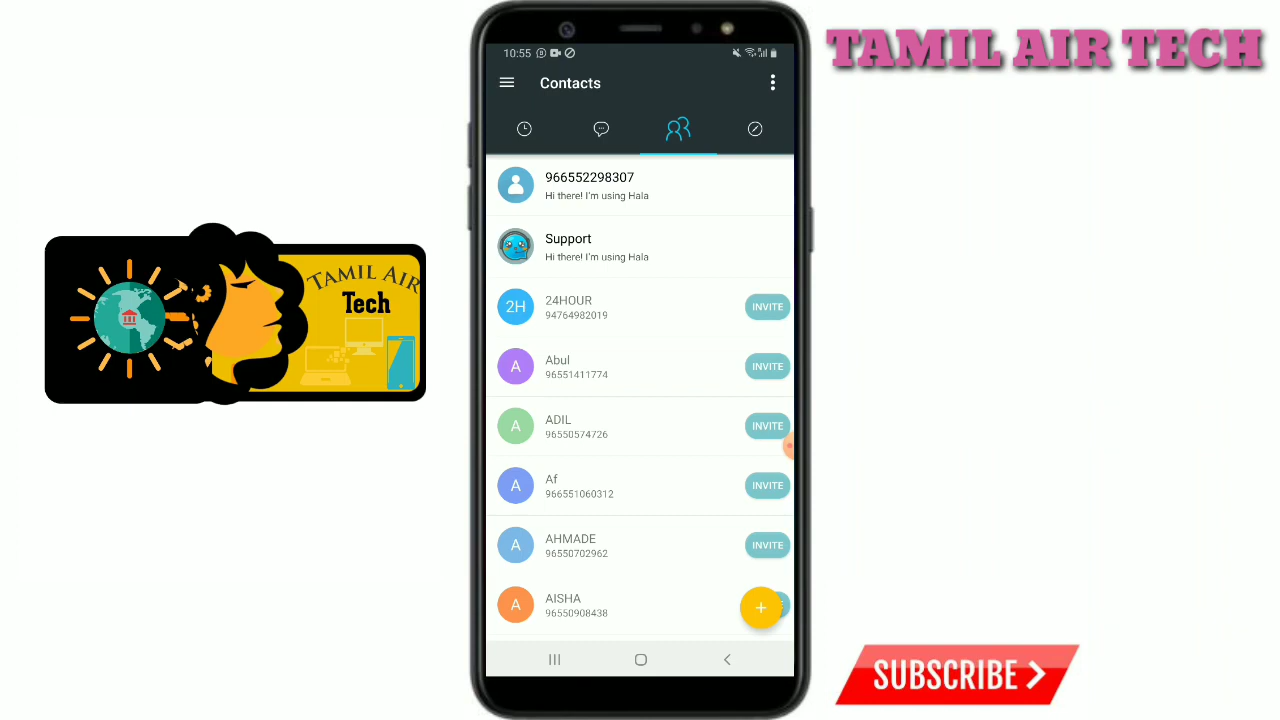 TAMIL AIR TECH
10:55
Contacts
966552298307
Hi there! I'm using Hala
Support
Hi there! I'm using Hala
2H
24HOUR
94764982019
INVITE
A
Abul
96551411774
INVITE
A
ADIL
96550574726
INVITE
A
Af
966551060312
INVITE
A
AHMADE
96550702962
INVITE
A
AISHA
96550908438
+
TAMIL AIR
Tech
SUBSCRIBE